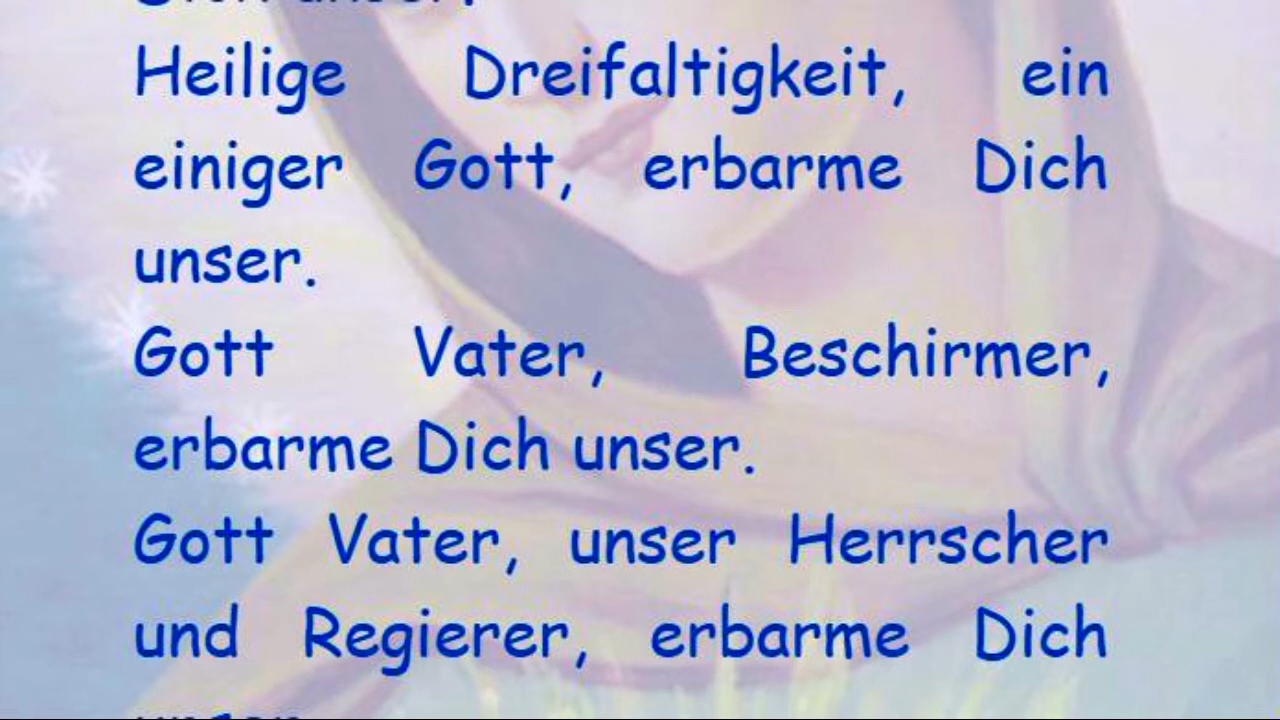 Heilige Dreifaltigkeit, ein
einiger Gott, erbarme Dich
unser.
Gott Vater, Beschirmer,
erbarme Dich unser.
Gott Vater, unser Herrscher
und Regierer, erbarme Dich